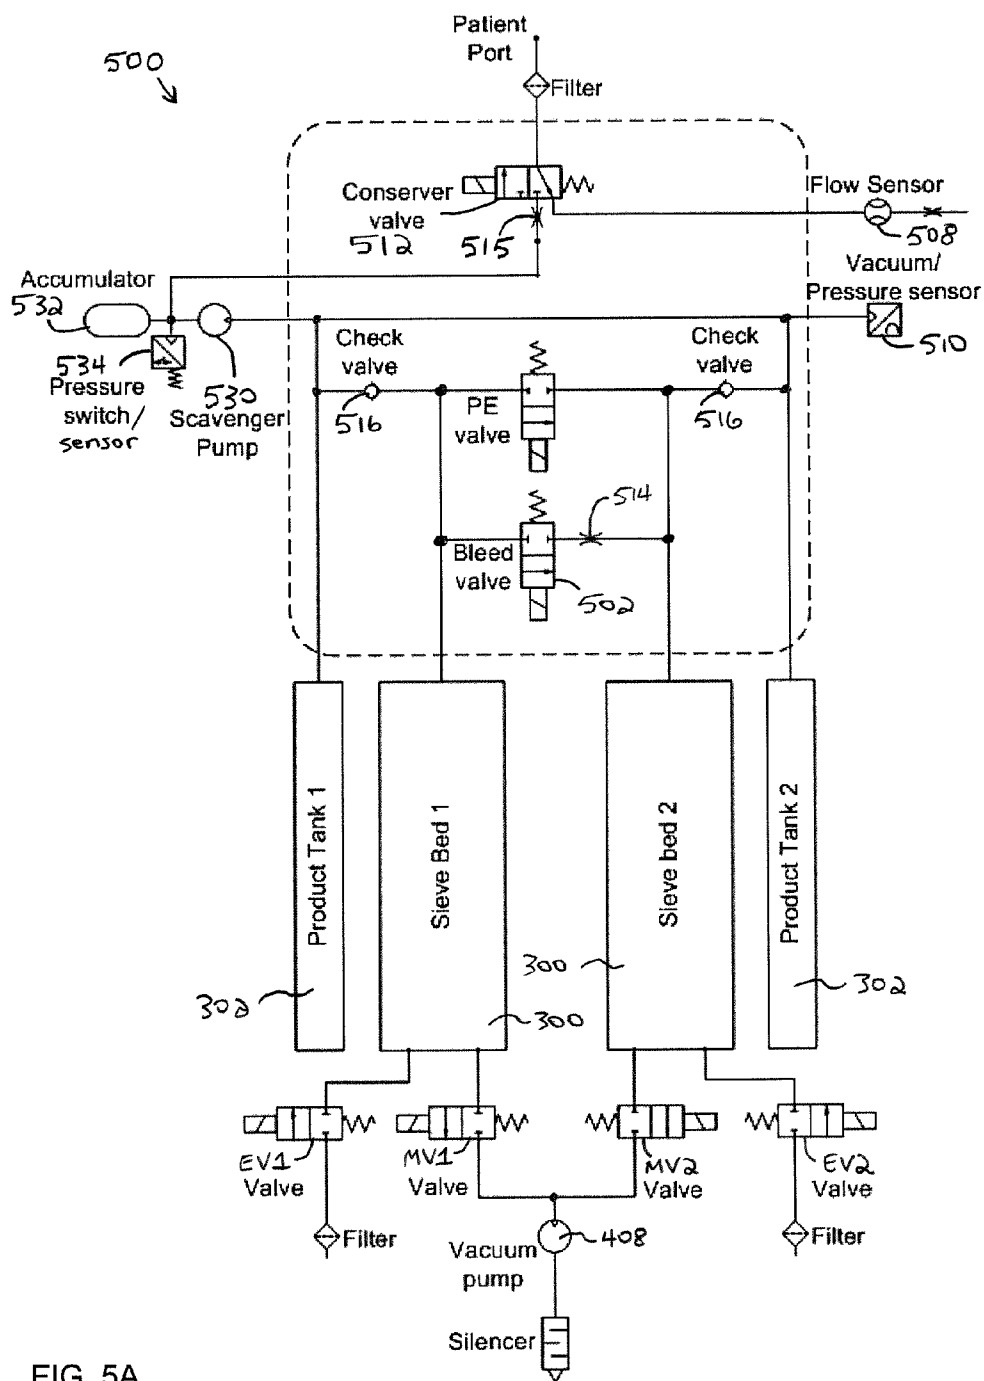 Patient
Port
500
Filter
Conserver
valve
512
515
Flow Sensor
508
Accumulator
532
Vacuum/
Pressure sensor
510
534
Pressure
switch/
sensor
530
Scavenger
Pump
Check
valve
516
PE
valve
Check
valve
516
514
Bleed
valve
502
Product Tank 1
Sieve Bed 1
Sieve bed 2
Product Tank 2
302
300
300
302
EV1
Valve
MV1
Valve
MV2
Valve
EV2
Valve
Filter
Filter
Vacuum
pump
408
Silencer
FIG. 5A